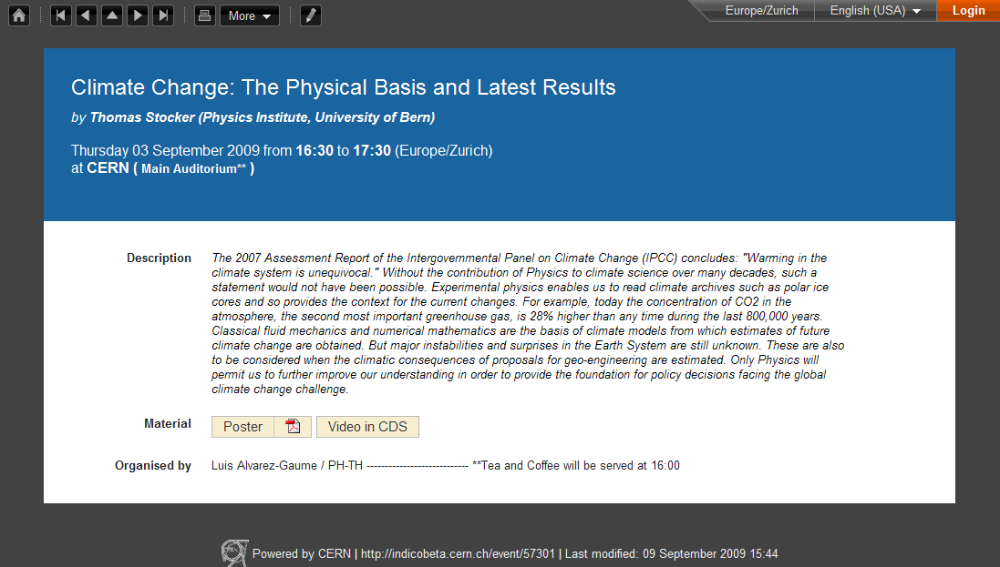 More
Europe/Zurich
English (USA)
Login
Climate Change: The Physical Basis and Latest Results
by Thomas Stocker (Physics Institute, University of Bern)
Thursday 03 September 2009 from 16:30 to 17:30 (Europe/Zurich)
at CERN ( Main Auditorium** )
Description
The 2007 Assessment Report of the Intergovernmental Panel on Climate Change (IPCC) concludes: "Warming in the
climate system is unequivocal." Without the contribution of Physics to climate science over many decades, such a
statement would not have been possible. Experimental physics enables us to read climate archives such as polar ice
cores and so provides the context for the current changes. For example, today the concentration of CO2 in the
atmosphere, the second most important greenhouse gas, is 28% higher than any time during the last 800,000 years.
Classical fluid mechanics and numerical mathematics are the basis of climate models from which estimates of future
climate change are obtained. But major instabilities and surprises in the Earth System are still unknown. These are also
to be considered when the climatic consequences of proposals for geo-engineering are estimated. Only Physics will
permit us to further improve our understanding in order to provide the foundation for policy decisions facing the global
climate change challenge.
Material
Poster
Video in CDS
Organised by
Luis Alvarez-Gaume / PH-TH ---------------------------- **Tea and Coffee will be served at 16:00
CERN
Powered by CERN | http://indicobeta.cern.ch/event/57301 | Last modified: 09 September 2009 15:44